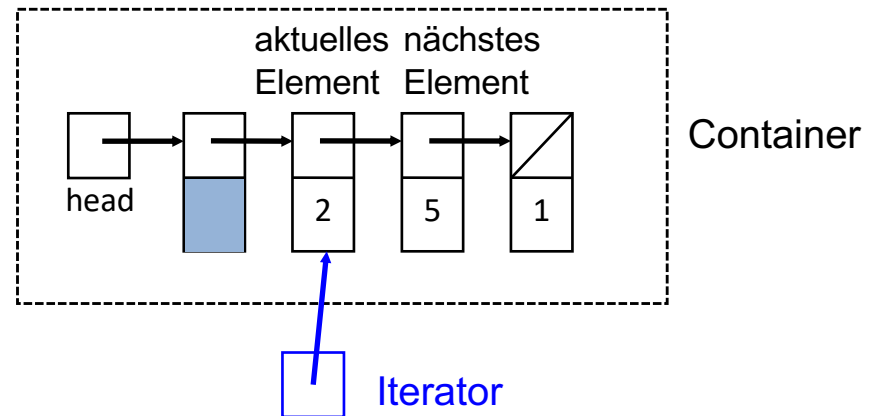 aktuelles nächstes
Element Element
Container
head
2 5 1
Iterator